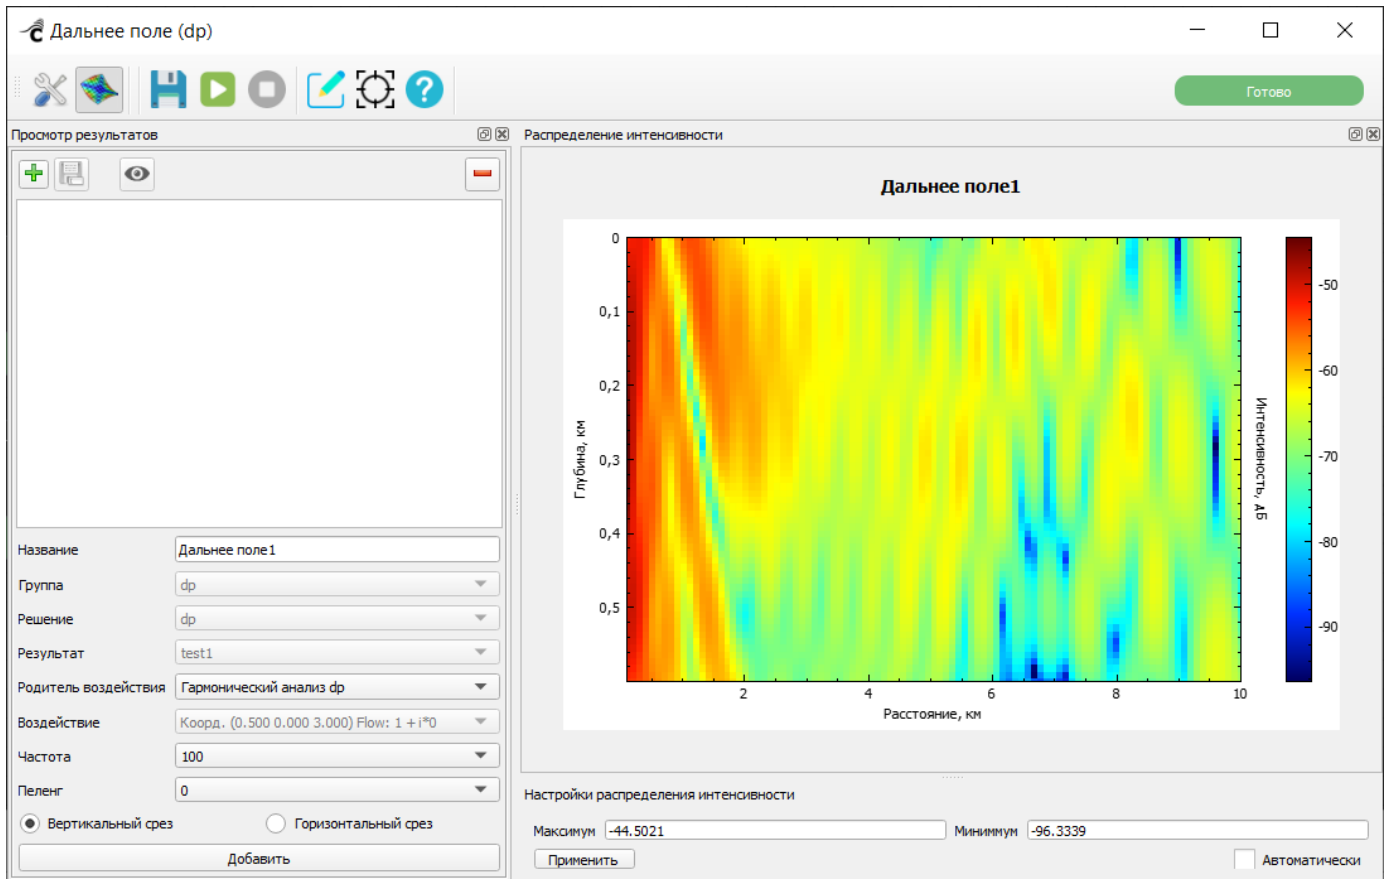 Дальнее поле (dp)
Готово
Просмотр результатов
Распределение интенсивности
Дальнее поле1
0
0,1
0,2
0,3
0,4
0,5
Глубина, км
2
4
6
8
10
Расстояние, км
-50
-60
-70
-80
-90
Интенсивность, дБ
Название Дальнее поле1
Группа dp
Решение dp
Результат test1
Родитель воздействия Гармонический анализ dp
Воздействие Коорд. (0.500 0.000 3.000) Flow: 1 + i*0
Частота 100
Пеленг 0
Вертикальный срез Горизонтальный срез
Добавить
Настройки распределения интенсивности
Максимум -44.5021 Минимум -96.3339
Применить Автоматически